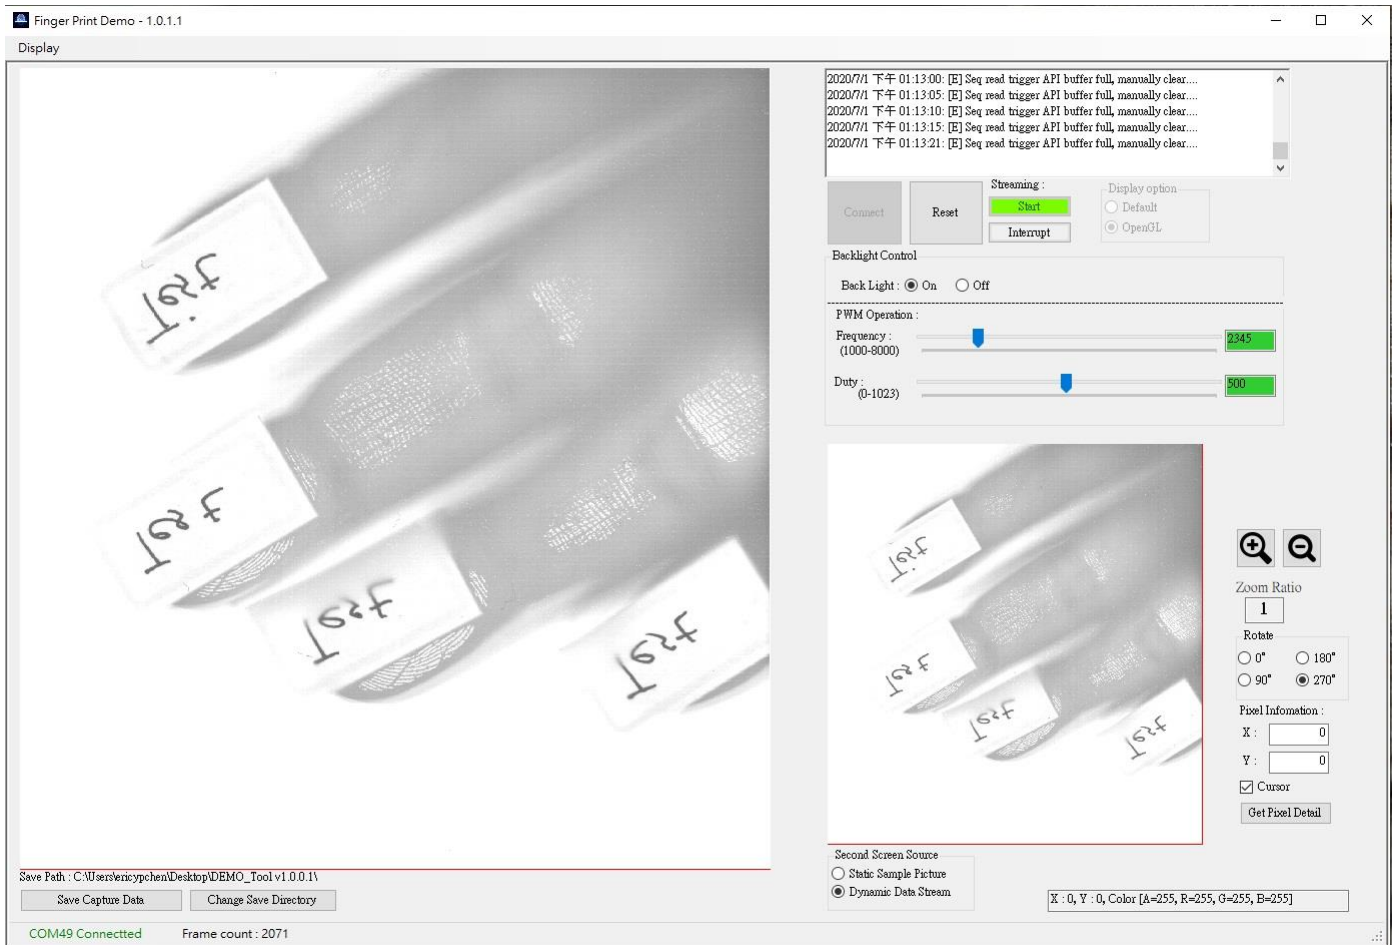 Finger Print Demo - 1.0.1.1
Display
2020/7/1 下午 01:13:00: [E] Seq read trigger API buffer full, manually clear....
2020/7/1 下午 01:13:05: [E] Seq read trigger API buffer full, manually clear....
2020/7/1 下午 01:13:10: [E] Seq read trigger API buffer full, manually clear....
2020/7/1 下午 01:13:15: [E] Seq read trigger API buffer full, manually clear....
2020/7/1 下午 01:13:21: [E] Seq read trigger API buffer full, manually clear....
Connect
Reset
Streaming :
Start
Interrupt
Display option
Default
OpenGL
Backlight Control
Back Light : On Off
PWM Operation :
Frequency :
(1000-8000)
2345
Duty :
(0-1023)
500
Test
Test
Test
Test
Test
Test
Test
Test
Zoom Ratio
1
Rotate
0° 180°
90° 270°
Pixel Infomation :
X : 0
Y : 0
Cursor
Get Pixel Detail
Second Screen Source
Static Sample Picture
Dynamic Data Stream
X : 0, Y : 0, Color [A=255, R=255, G=255, B=255]
Save Path : C:\Users\ericypchen\Desktop\DEMO_Tool v1.0.0.1\
Save Capture Data
Change Save Directory
COM49 Connectted
Frame count : 2071